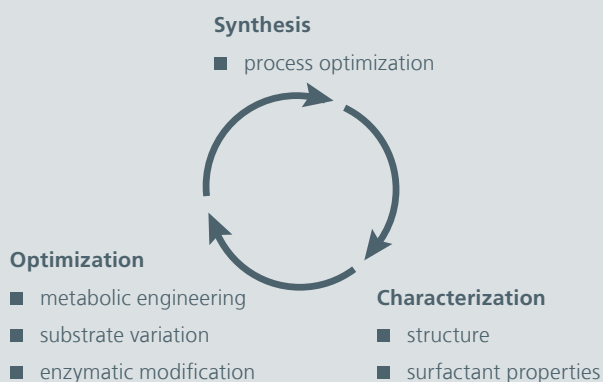 Synthesis
■ process optimization
Optimization
■ metabolic engineering
■ substrate variation
■ enzymatic modification
Characterization
■ structure
■ surfactant properties